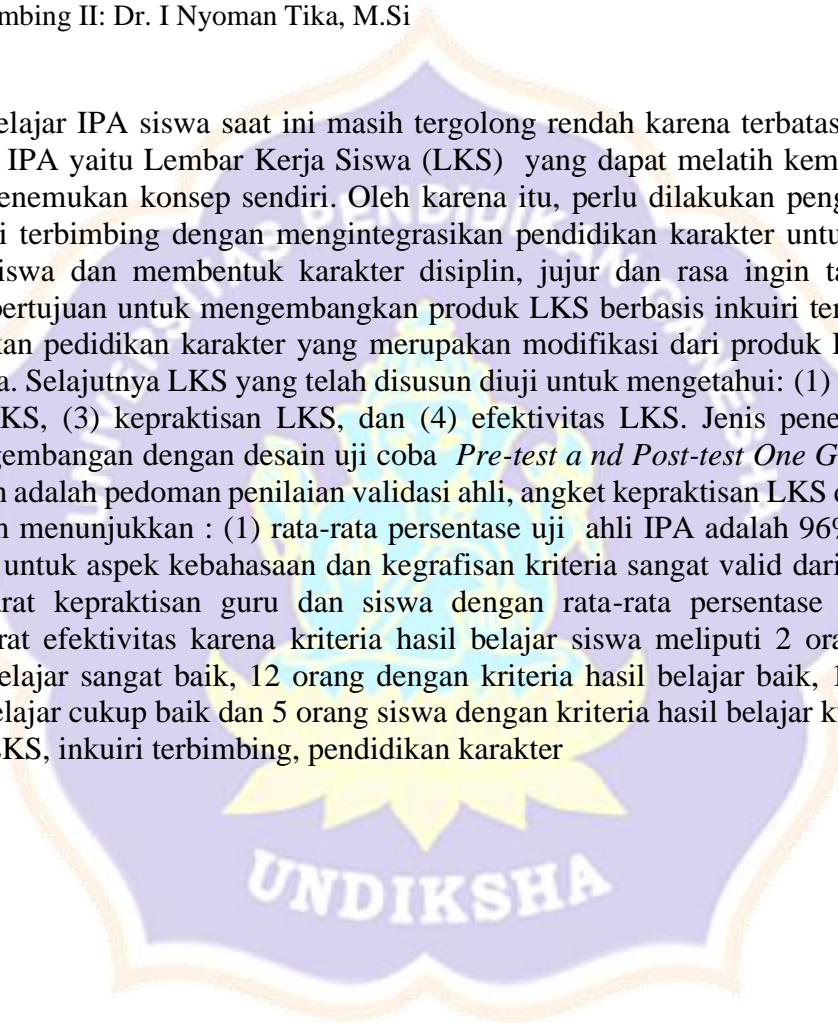 mbing II: Dr. I Nyoman Tika, M.Si
elajar IPA siswa saat ini masih tergolong rendah karena terbatas
IPA yaitu Lembar Kerja Siswa (LKS) yang dapat melatih kem
enemukan konsep sendiri. Oleh karena itu, perlu dilakukan peng
i terbimbing dengan mengintegrasikan pendidikan karakter untu
iswa dan membentuk karakter disiplin, jujur dan rasa ingin ta
pertujuan untuk mengembangkan produk LKS berbasis inkuiri ter
kan pedidikan karakter yang merupakan modifikasi dari produk
a. Selajutnya LKS yang telah disusun diuji untuk mengetahui: (1)
KS, (3) kepraktisan LKS, dan (4) efektivitas LKS. Jenis pene
gembangan dengan desain uji coba Pre-test a nd Post-test One G
n adalah pedoman penilaian validasi ahli, angket kepraktisan LKS
n menunjukkan : (1) rata-rata persentase uji ahli IPA adalah 96%
untuk aspek kebahasaan dan kegrafisan kriteria sangat valid dari
arat kepraktisan guru dan siswa dengan rata-rata persentase
rat efektivitas karena kriteria hasil belajar siswa meliputi 2 ora
elajar sangat baik, 12 orang dengan kriteria hasil belajar baik, 1
elajar cukup baik dan 5 orang siswa dengan kriteria hasil belajar k
LKS, inkuiri terbimbing, pendidikan karakter
UNIVERSITAS PENDIDIKAN GANESHA
UNDIKSHA